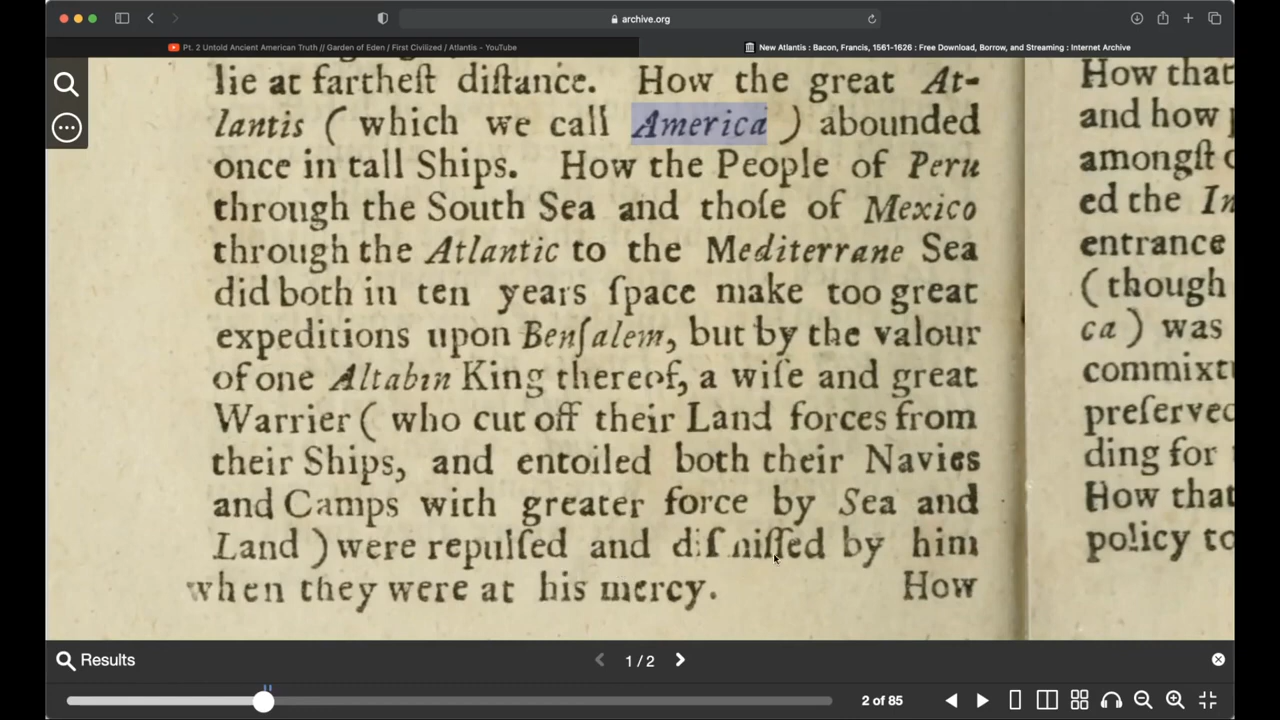 archive.org
Pt. 2 Untold Ancient American Truth // Garden of Eden / First Civilized / Atlantis - YouTube
New Atlantis : Bacon, Francis, 1561-1626 : Free Download, Borrow, and Streaming : Internet Archive
lie at fartheſt diſtance. How the great At-
lantis ( which we call America ) abounded
once in tall Ships. How the People of Peru
through the South Sea and thoſe of Mexico
through the Atlantic to the Mediterrane Sea
did both in ten years ſpace make too great
expeditions upon Benſalem, but by the valour
of one Altabin King thereof, a wiſe and great
Warrier ( who cut off their Land forces from
their Ships, and entoiled both their Navies
and Camps with greater force by Sea and
Land ) were repulſed and diſmiſſed by him
when they were at his mercy. How
How that
and how
amongſt
ed the
entrance
( though
ca ) was
commixt
preſerved
ding for
How that
policy to
Results
1 / 2
2 of 85